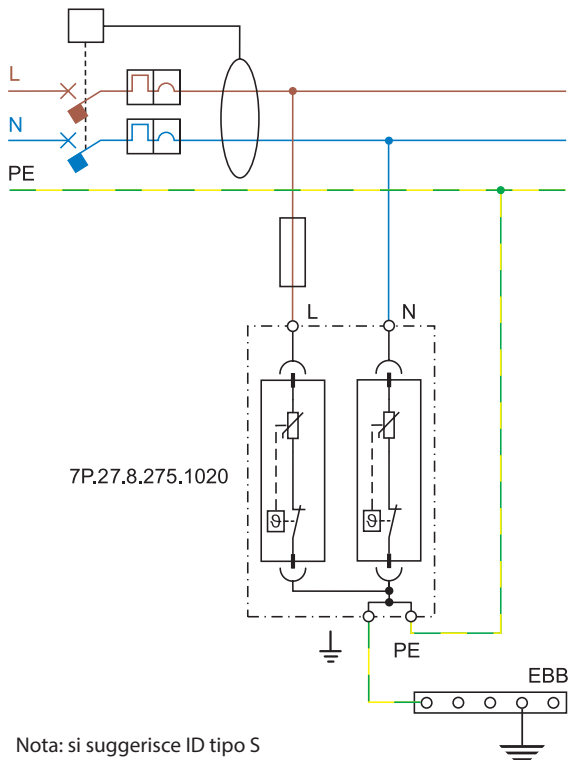 L
N
PE
L
N
7P.27.8.275.1020
ϑ
ϑ
PE
EBB
Nota: si suggerisce ID tipo S